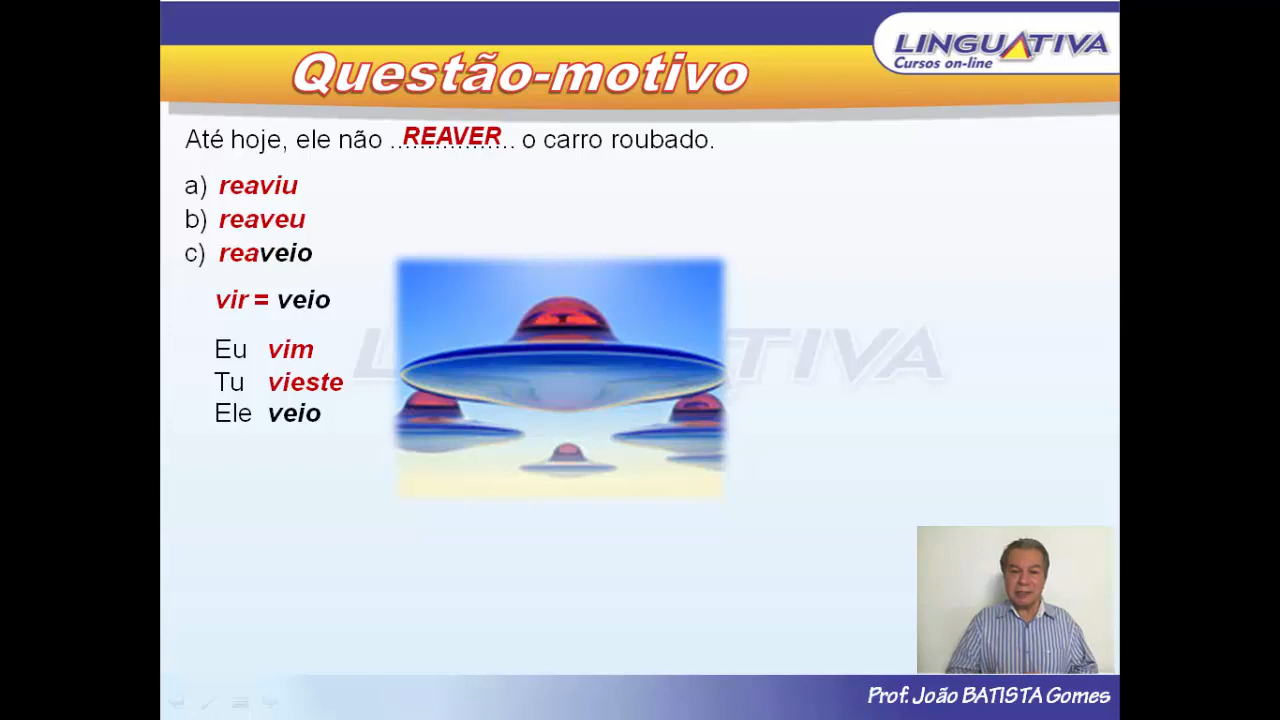 LINGUATIVA
Cursos on-line
Questão-motivo
Até hoje, ele não ..REAVER.. o carro roubado.
a) reaviu
b) reaveu
c) reaveio
vir = veio
Eu vim
Tu vieste
Ele veio
LINGUATIVA
Prof. João BATISTA Gomes